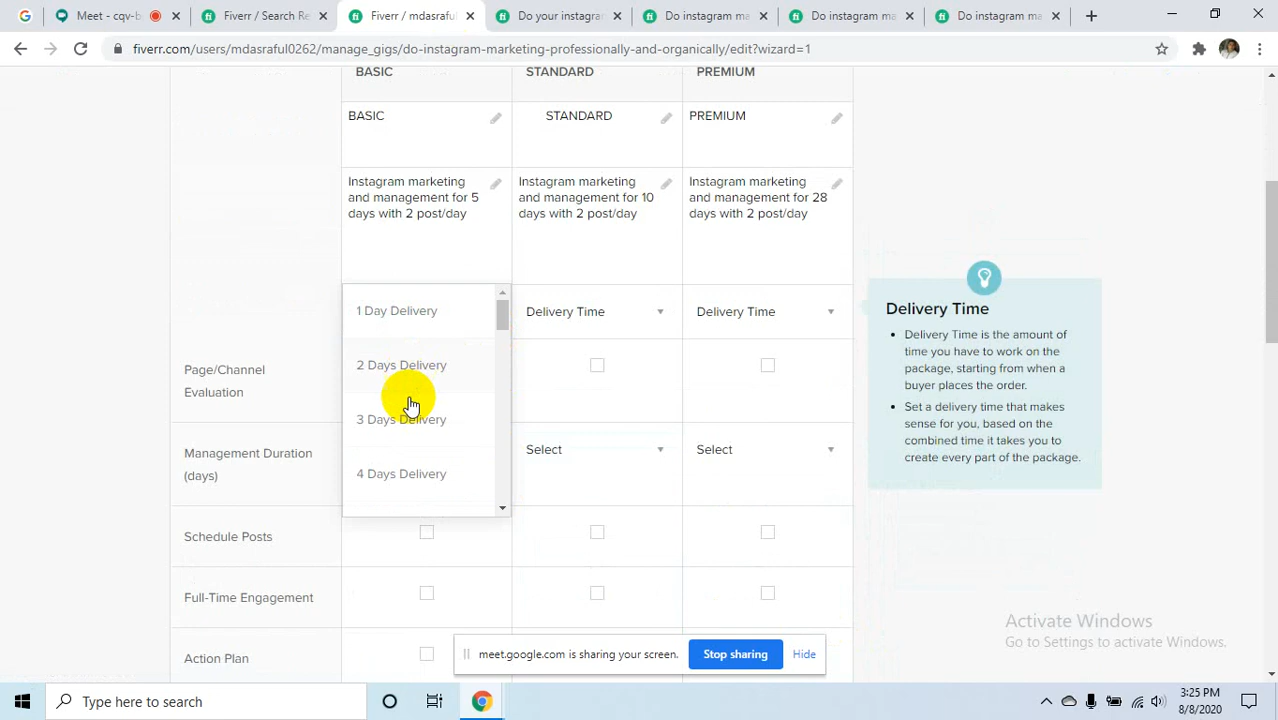 Meet - cqv-b
Fiverr / Search Re
Fiverr / mdasraful
Do your instagram
Do instagram ma
Do instagram ma
Do instagram ma
fiverr.com/users/mdasraful0262/manage_gigs/do-instagram-marketing-professionally-and-organically/edit?wizard=1
BASIC
STANDARD
PREMIUM
BASIC
STANDARD
PREMIUM
Instagram marketing
and management for 5
days with 2 post/day
Instagram marketing
and management for 10
days with 2 post/day
Instagram marketing
and management for 28
days with 2 post/day
1 Day Delivery
2 Days Delivery
3 Days Delivery
4 Days Delivery
Delivery Time
Delivery Time
Page/Channel
Evaluation
Management Duration
(days)
Select
Select
Schedule Posts
Full-Time Engagement
Action Plan
Delivery Time
• Delivery Time is the amount of
time you have to work on the
package, starting from when a
buyer places the order.
• Set a delivery time that makes
sense for you, based on the
combined time it takes you to
create every part of the package.
Activate Windows
Go to Settings to activate Windows.
meet.google.com is sharing your screen.
Stop sharing
Hide
Type here to search
3:25 PM
8/8/2020